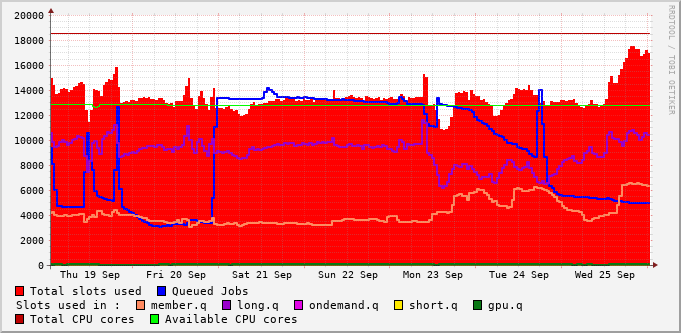 20000
18000
16000
14000
12000
10000
8000
6000
4000
2000
0
Thu 19 Sep Fri 20 Sep Sat 21 Sep Sun 22 Sep Mon 23 Sep Tue 24 Sep Wed 25 Sep
Total slots used Queued Jobs
Slots used in : member.q long.q ondemand.q short.q gpu.q
Total CPU cores Available CPU cores
RRDTOOL / TOBI OETIKER